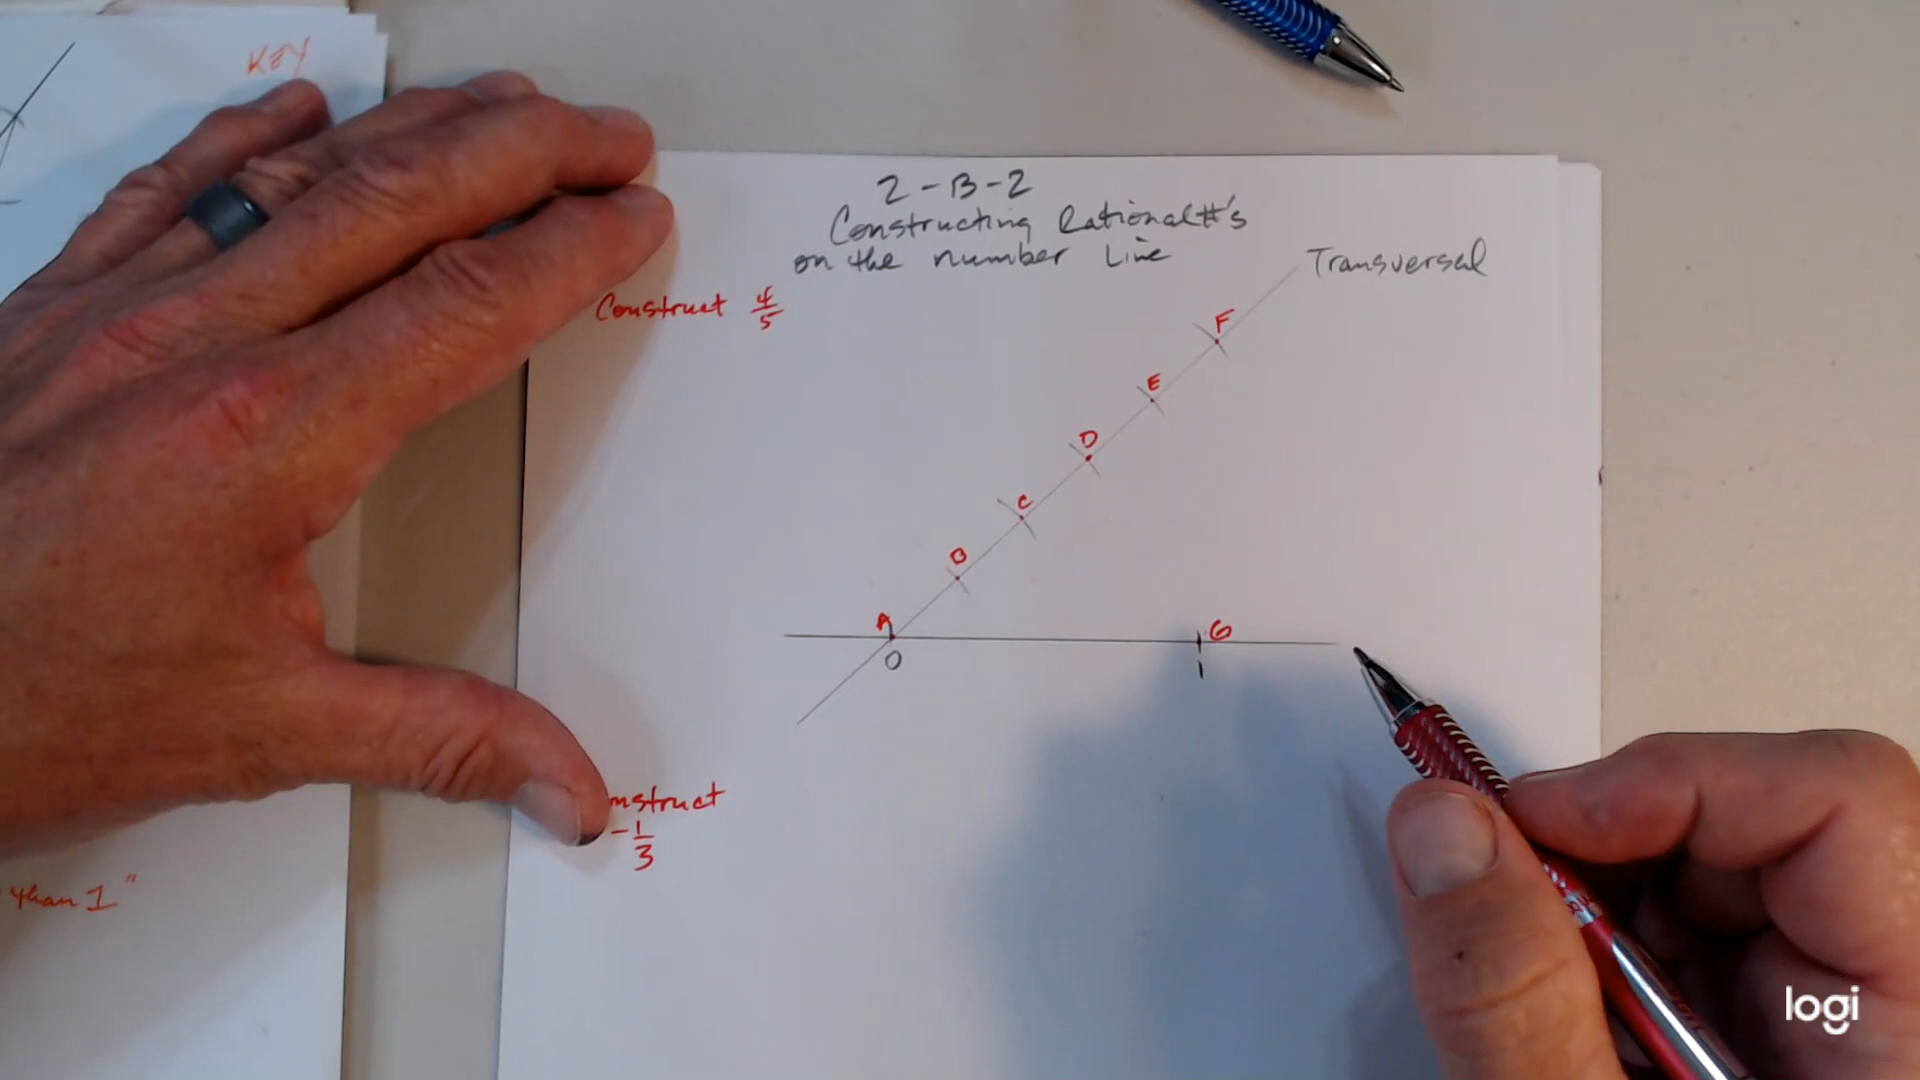 KEY
2-B-2
Constructing Rational #'s
on the number Line
Transversal
Construct 4/5
F
E
D
C
B
A
G
0
1
nstruct
-1/3
than 1"
logi